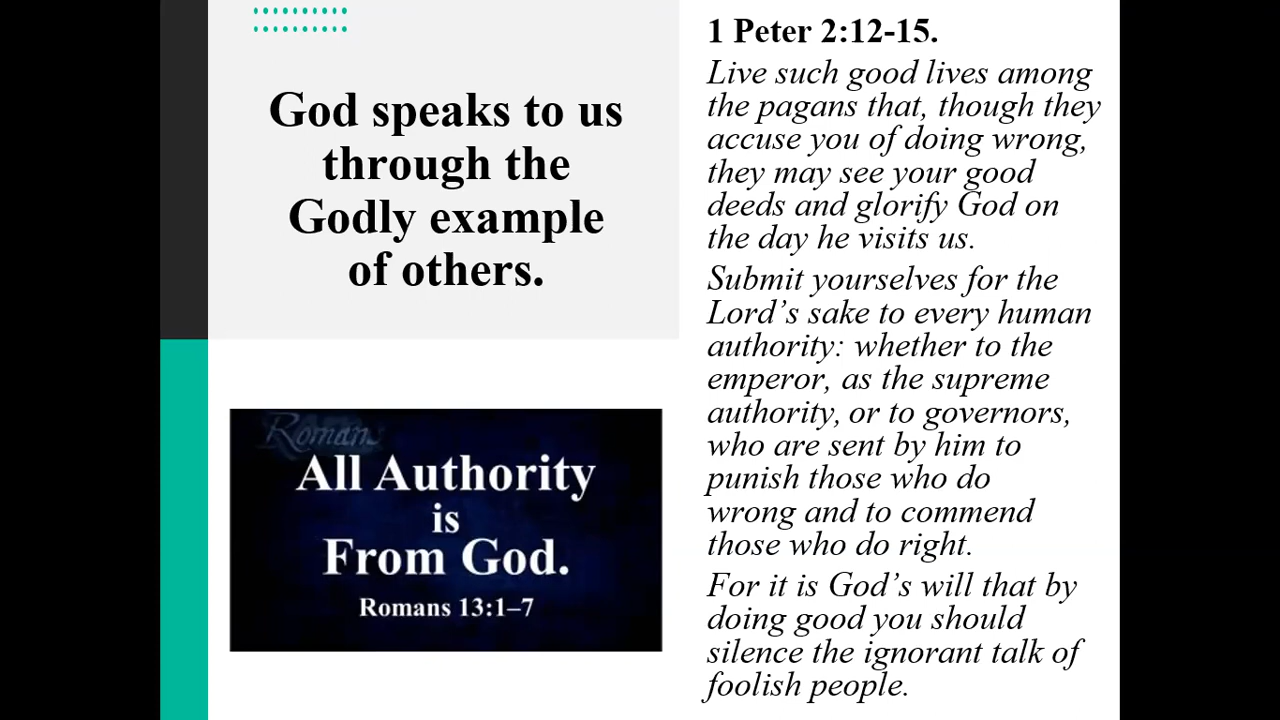 God speaks to us
through the
Godly example
of others.
Romans
All Authority
is
From God.
Romans 13:1–7
1 Peter 2:12-15.
Live such good lives among
the pagans that, though they
accuse you of doing wrong,
they may see your good
deeds and glorify God on
the day he visits us.
Submit yourselves for the
Lord’s sake to every human
authority: whether to the
emperor, as the supreme
authority, or to governors,
who are sent by him to
punish those who do
wrong and to commend
those who do right.
For it is God’s will that by
doing good you should
silence the ignorant talk of
foolish people.